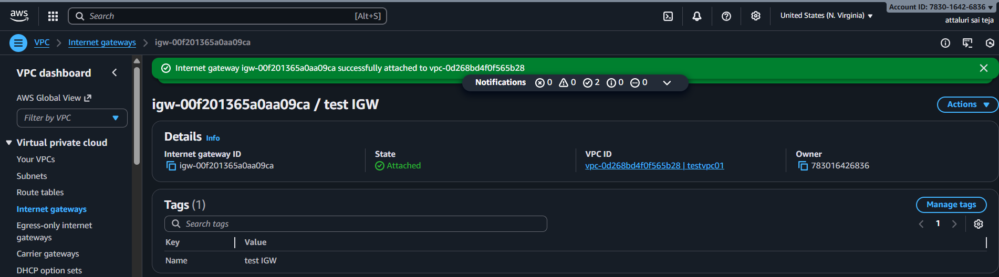 aws
Search
[Alt+S]
United States (N. Virginia)
Account ID: 7830-1642-6836
attaluri sai teja
VPC
Internet gateways
igw-00f201365a0aa09ca
VPC dashboard
AWS Global View
Filter by VPC
Virtual private cloud
Your VPCs
Subnets
Route tables
Internet gateways
Egress-only internet
gateways
Carrier gateways
DHCP option sets
Internet gateway igw-00f201365a0aa09ca successfully attached to vpc-0d268bd4f0f565b28
Notifications 0 0 2 0 0
igw-00f201365a0aa09ca / test IGW
Actions
Details Info
Internet gateway ID
igw-00f201365a0aa09ca
State
Attached
VPC ID
vpc-0d268bd4f0f565b28 | testvpc01
Owner
783016426836
Tags (1)
Manage tags
Search tags
1
Key Value
Name test IGW